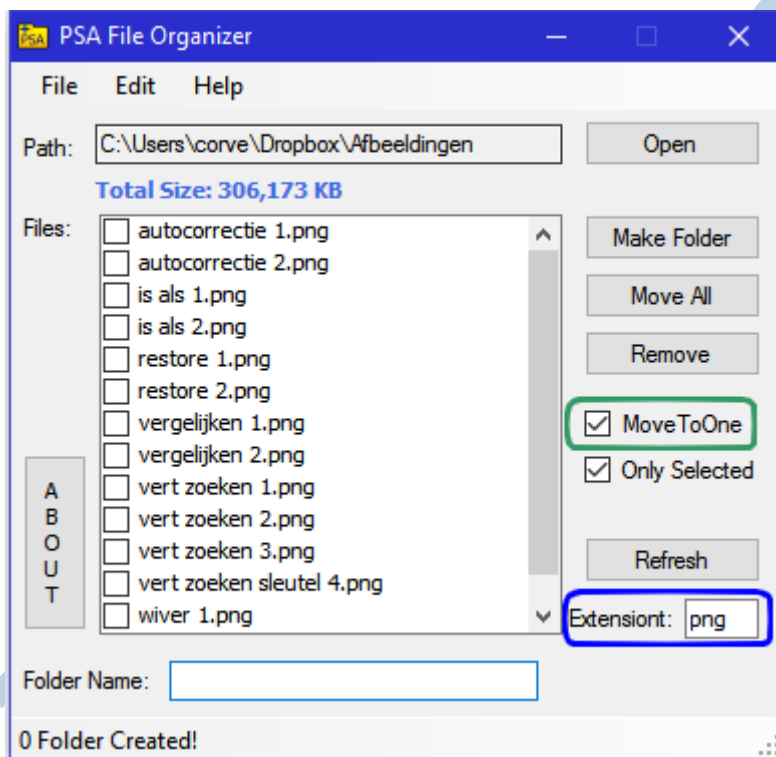 PSA PSA File Organizer
File Edit Help
Path: C:\Users\corve\Dropbox\Afbeeldingen Open
Total Size: 306,173 KB
Files:
autocorrectie 1.png
autocorrectie 2.png
is als 1.png
is als 2.png
restore 1.png
restore 2.png
vergelijken 1.png
vergelijken 2.png
vert zoeken 1.png
vert zoeken 2.png
vert zoeken 3.png
vert zoeken sleutel 4.png
wiver 1.png
Make Folder
Move All
Remove
MoveToOne
Only Selected
Refresh
Extensiont: png
A
B
O
U
T
Folder Name:
0 Folder Created!